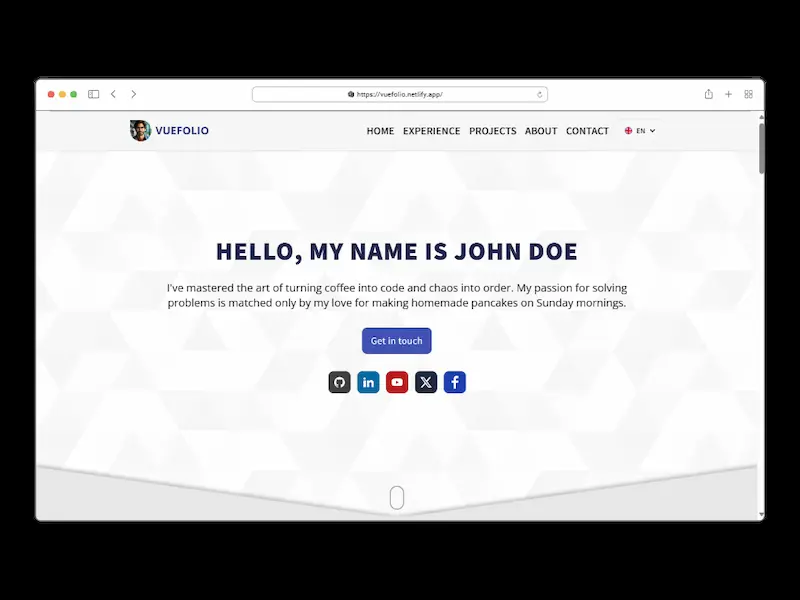 https://vuefolio.netlify.app/
VUEFOLIO
HOME EXPERIENCE PROJECTS ABOUT CONTACT EN
HELLO, MY NAME IS JOHN DOE
I've mastered the art of turning coffee into code and chaos into order. My passion for solving
problems is matched only by my love for making homemade pancakes on Sunday mornings.
Get in touch
in X f